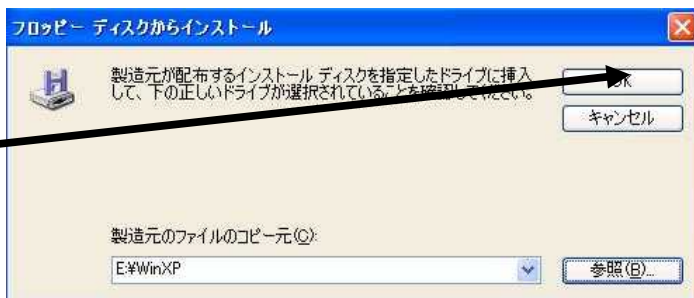 フロッピー ディスクからインストール
製造元が配布するインストール ディスクを指定したドライブに挿入
して、下の正しいドライブが選択されていることを確認してください。
OK
キャンセル
製造元のファイルのコピー元(C):
E:¥WinXP
参照(B)...